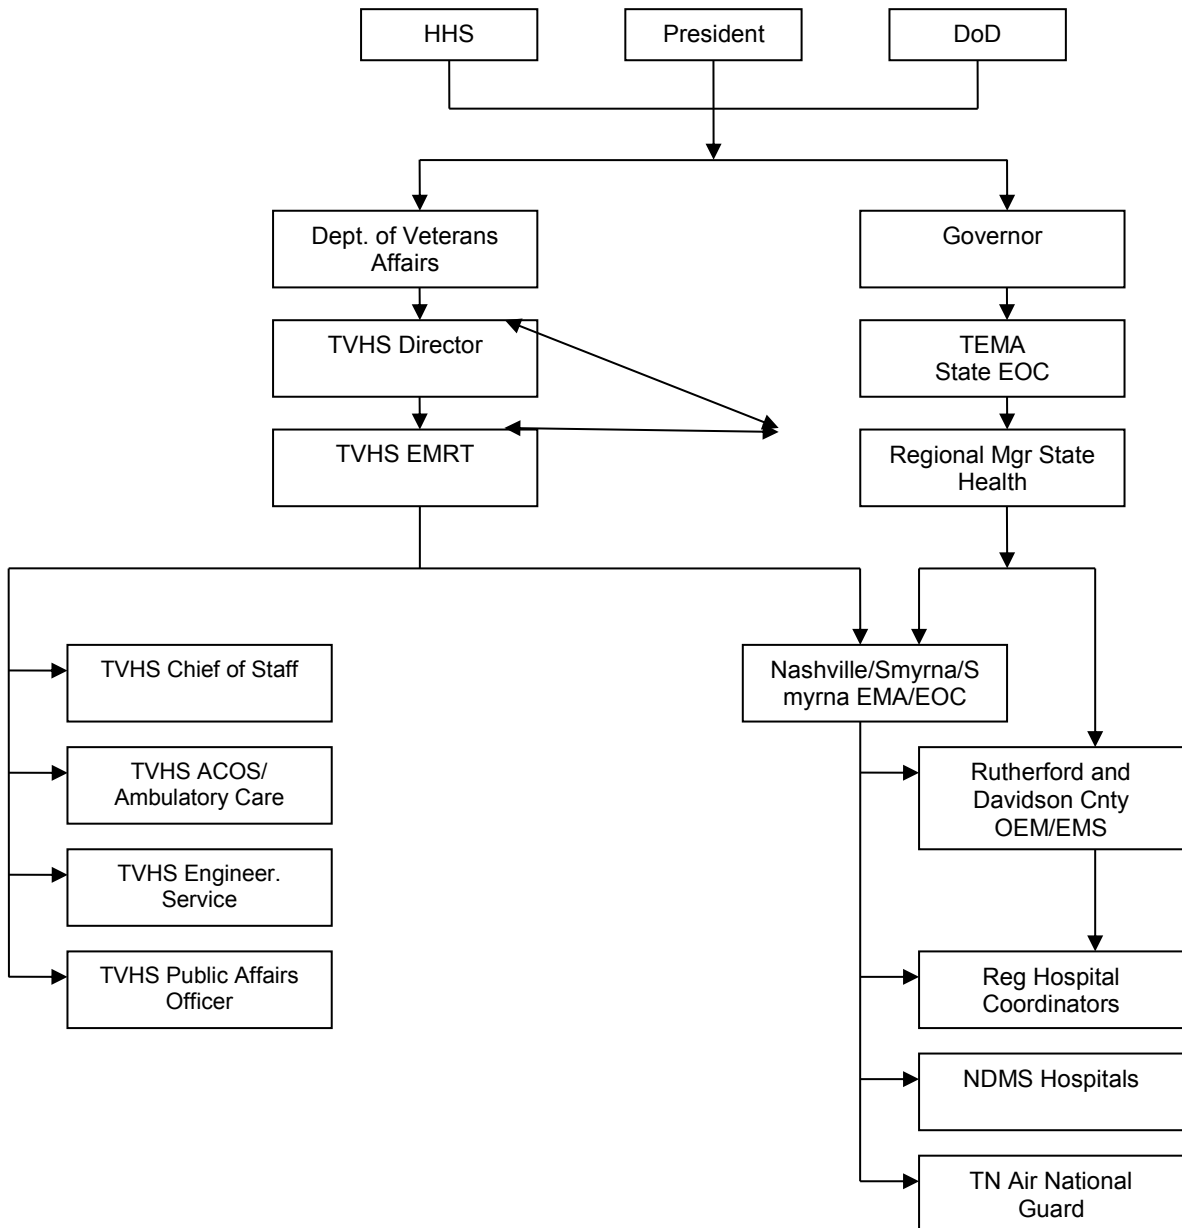 HHS
President
DoD
Dept. of Veterans
Affairs
Governor
TVHS Director
TEMA
State EOC
TVHS EMRT
Regional Mgr State
Health
TVHS Chief of Staff
Nashville/Smyrna/S
myrna EMA/EOC
TVHS ACOS/
Ambulatory Care
Rutherford and
Davidson Cnty
OEM/EMS
TVHS Engineer.
Service
TVHS Public Affairs
Officer
Reg Hospital
Coordinators
NDMS Hospitals
TN Air National
Guard